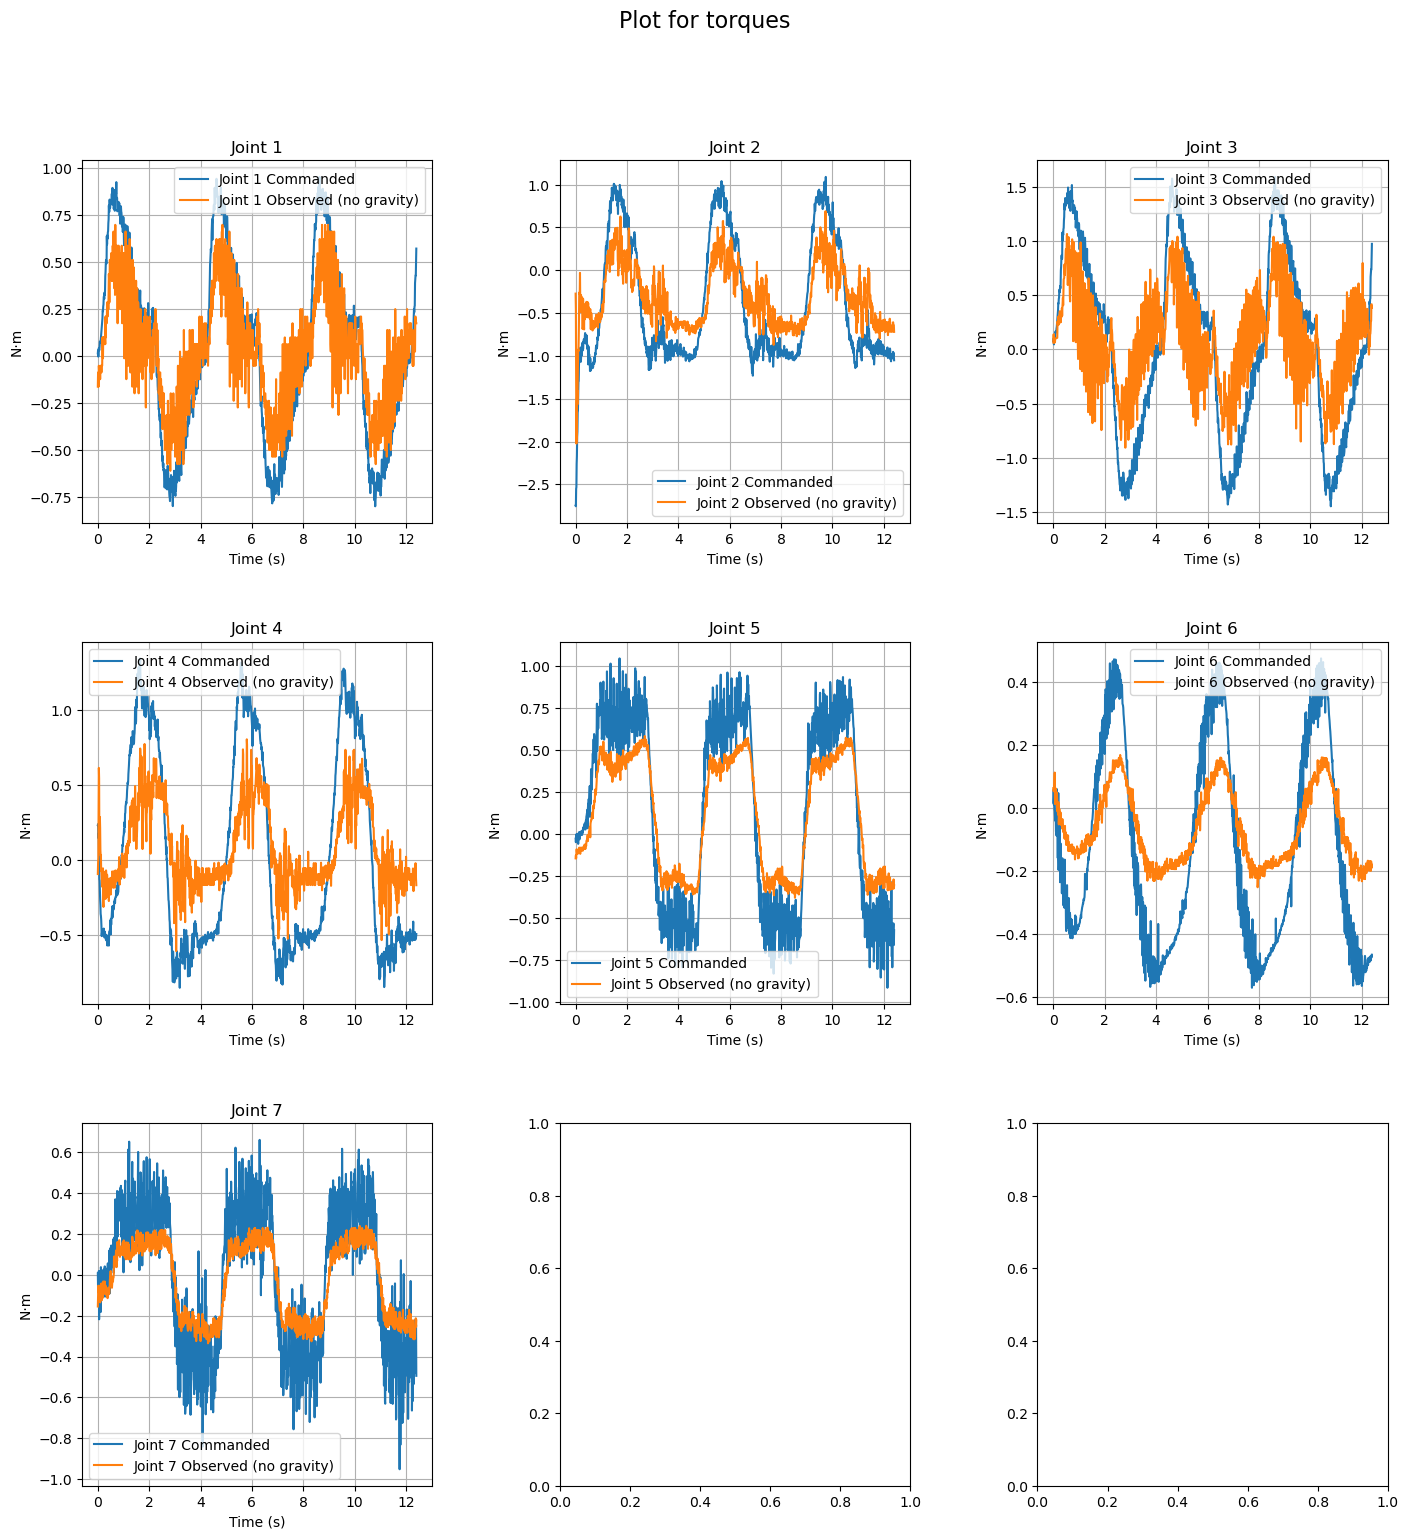 Plot for torques
Joint 1
Joint 1 Commanded
Joint 1 Observed (no gravity)
1.00
0.75
0.50
0.25
0.00
−0.25
−0.50
−0.75
N·m
0 2 4 6 8 10 12
Time (s)
Joint 2
1.0
0.5
0.0
−0.5
−1.0
−1.5
−2.0
−2.5
N·m
Joint 2 Commanded
Joint 2 Observed (no gravity)
0 2 4 6 8 10 12
Time (s)
Joint 3
Joint 3 Commanded
Joint 3 Observed (no gravity)
1.5
1.0
0.5
0.0
−0.5
−1.0
−1.5
N·m
0 2 4 6 8 10 12
Time (s)
Joint 4
Joint 4 Commanded
Joint 4 Observed (no gravity)
1.0
0.5
0.0
−0.5
N·m
0 2 4 6 8 10 12
Time (s)
Joint 5
1.00
0.75
0.50
0.25
0.00
−0.25
−0.50
−0.75
−1.00
N·m
Joint 5 Commanded
Joint 5 Observed (no gravity)
0 2 4 6 8 10 12
Time (s)
Joint 6
Joint 6 Commanded
Joint 6 Observed (no gravity)
0.4
0.2
0.0
−0.2
−0.4
−0.6
N·m
0 2 4 6 8 10 12
Time (s)
Joint 7
0.6
0.4
0.2
0.0
−0.2
−0.4
−0.6
−0.8
−1.0
N·m
Joint 7 Commanded
Joint 7 Observed (no gravity)
0 2 4 6 8 10 12
Time (s)
1.0
0.8
0.6
0.4
0.2
0.0
0.0 0.2 0.4 0.6 0.8 1.0
1.0
0.8
0.6
0.4
0.2
0.0
0.0 0.2 0.4 0.6 0.8 1.0